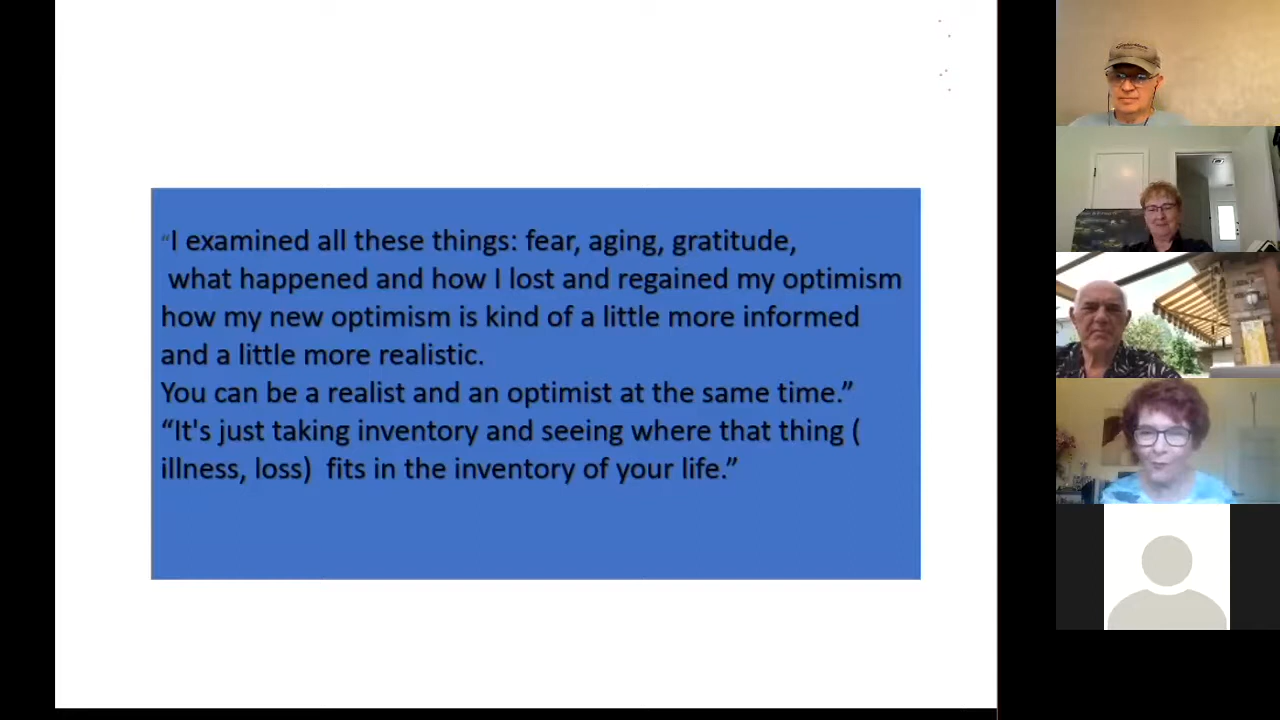 “I examined all these things: fear, aging, gratitude,
what happened and how I lost and regained my optimism
how my new optimism is kind of a little more informed
and a little more realistic.
You can be a realist and an optimist at the same time.”
“It's just taking inventory and seeing where that thing (
illness, loss)  fits in the inventory of your life.”